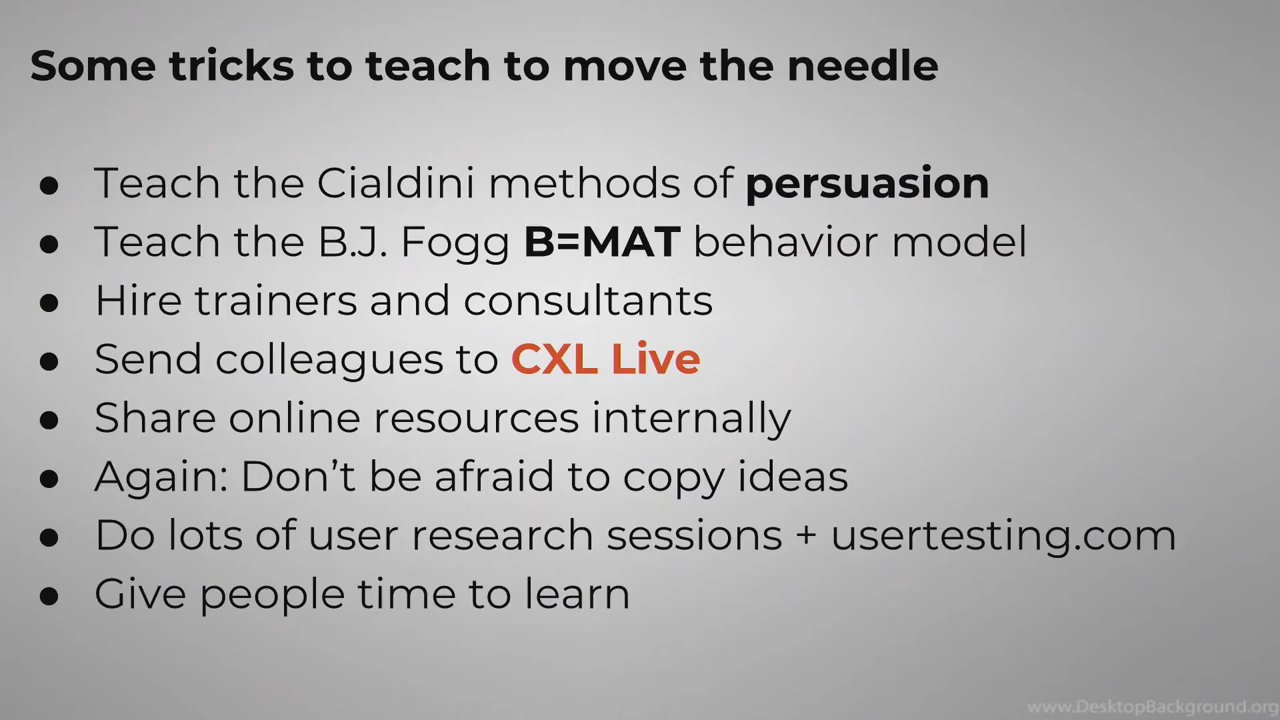 Some tricks to teach to move the needle
● Teach the Cialdini methods of persuasion
● Teach the B.J. Fogg B=MAT behavior model
● Hire trainers and consultants
● Send colleagues to CXL Live
● Share online resources internally
● Again: Don’t be afraid to copy ideas
● Do lots of user research sessions + usertesting.com
● Give people time to learn
www.DesktopBackground.org